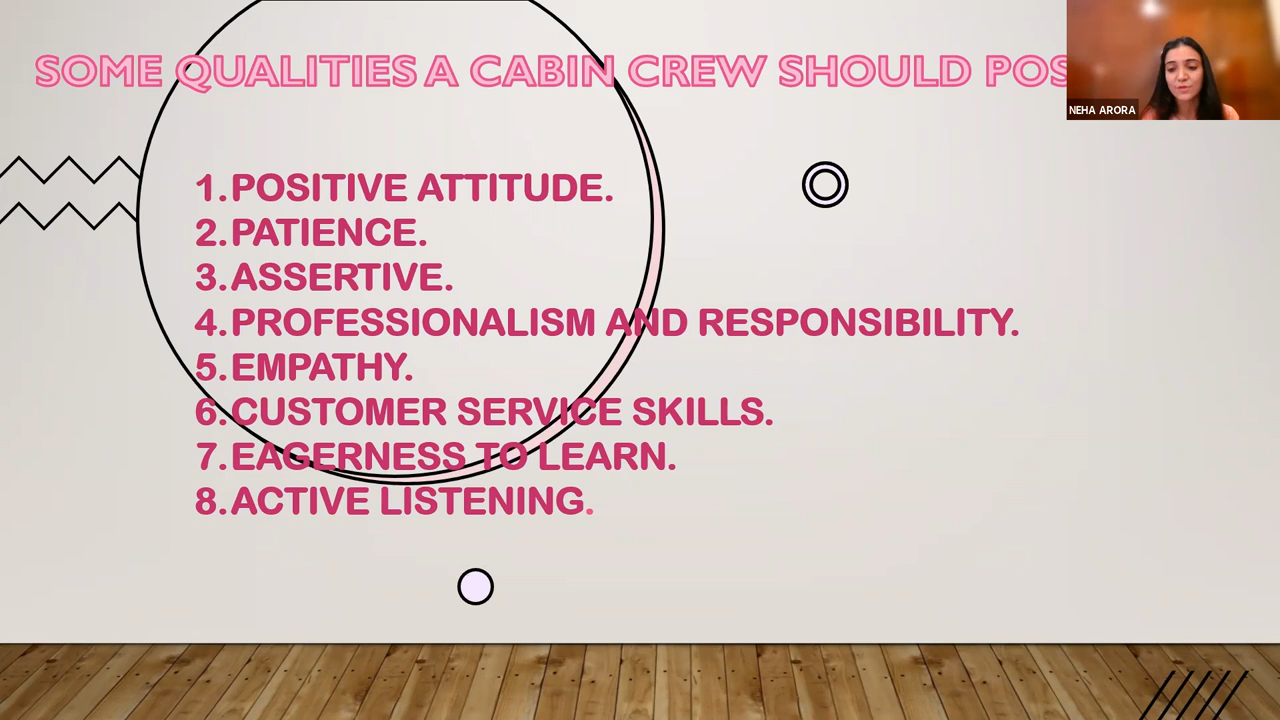 SOME QUALITIES A CABIN CREW SHOULD
NEHA ARORA
1.POSITIVE ATTITUDE.
2.PATIENCE.
3.ASSERTIVE.
4.PROFESSIONALISM AND RESPONSIBILITY.
5.EMPATHY.
6.CUSTOMER SERVICE SKILLS.
7.EAGERNESS TO LEARN.
8.ACTIVE LISTENING.